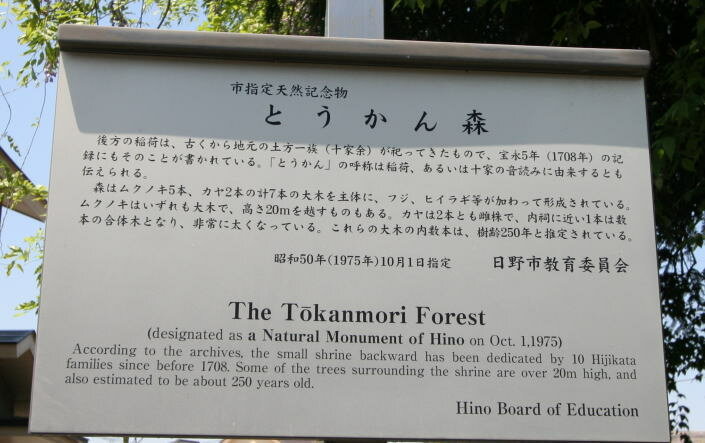 市指定天然記念物
とうかん森
後方の稲荷は、古くから地元の土方一族（十家余）が祀ってきたもので、宝永5年（1708年）の記
録にもそのことが書かれている。「とうかん」の呼称は稲荷、あるいは十家の音読みに由来するとも
伝えられる。
森はムクノキ5本、カヤ2本の計7本の大木を主体に、フジ、ヒイラギ等が加わって形成されている。
ムクノキはいずれも大木で、高さ20mを越すものもある。カヤは2本とも雌株で、内祠に近い1本は数
本の合体木となり、非常に太くなっている。これらの大木の内数本は、樹齢250年と推定されている。
昭和50年(1975年)10月1日指定　日野市教育委員会
The Tōkanmori Forest
(designated as a Natural Monument of Hino on Oct. 1,1975)
According to the archives, the small shrine backward has been dedicated by 10 Hijikata
families since before 1708. Some of the trees surrounding the shrine are over 20m high, and
also estimated to be about 250 years old.
Hino Board of Education